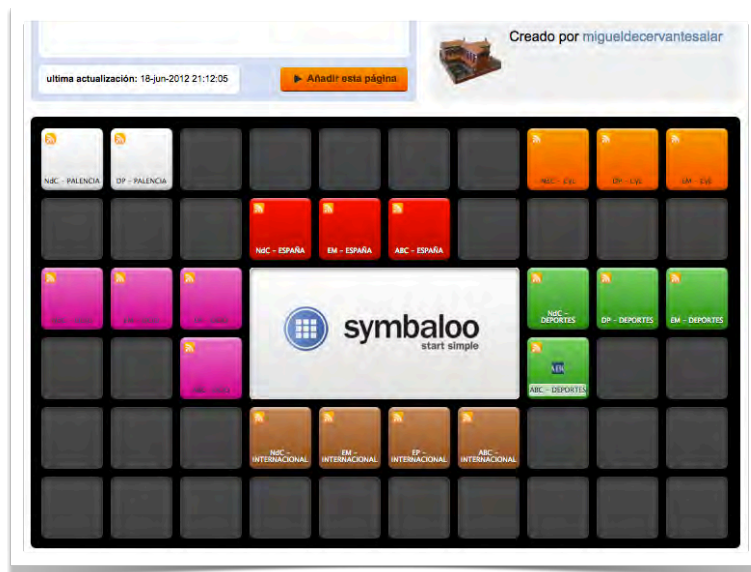 Creado por migueldecervantesalar
ultima actualización: 18-jun-2012 21:12:05
Añadir esta página
NdC - PALENCIA
DP - PALENCIA
NdC - CYL
DP - CYL
EM - CYL
NdC - ESPAÑA
EM - ESPAÑA
ABC - ESPAÑA
symbaloo
start simple
NdC -
DEPORTES
DP - DEPORTES
EM - DEPORTES
ABC - DEPORTES
NdC -
INTERNACIONAL
EM -
INTERNACIONAL
EP -
INTERNACIONAL
ABC -
INTERNACIONAL